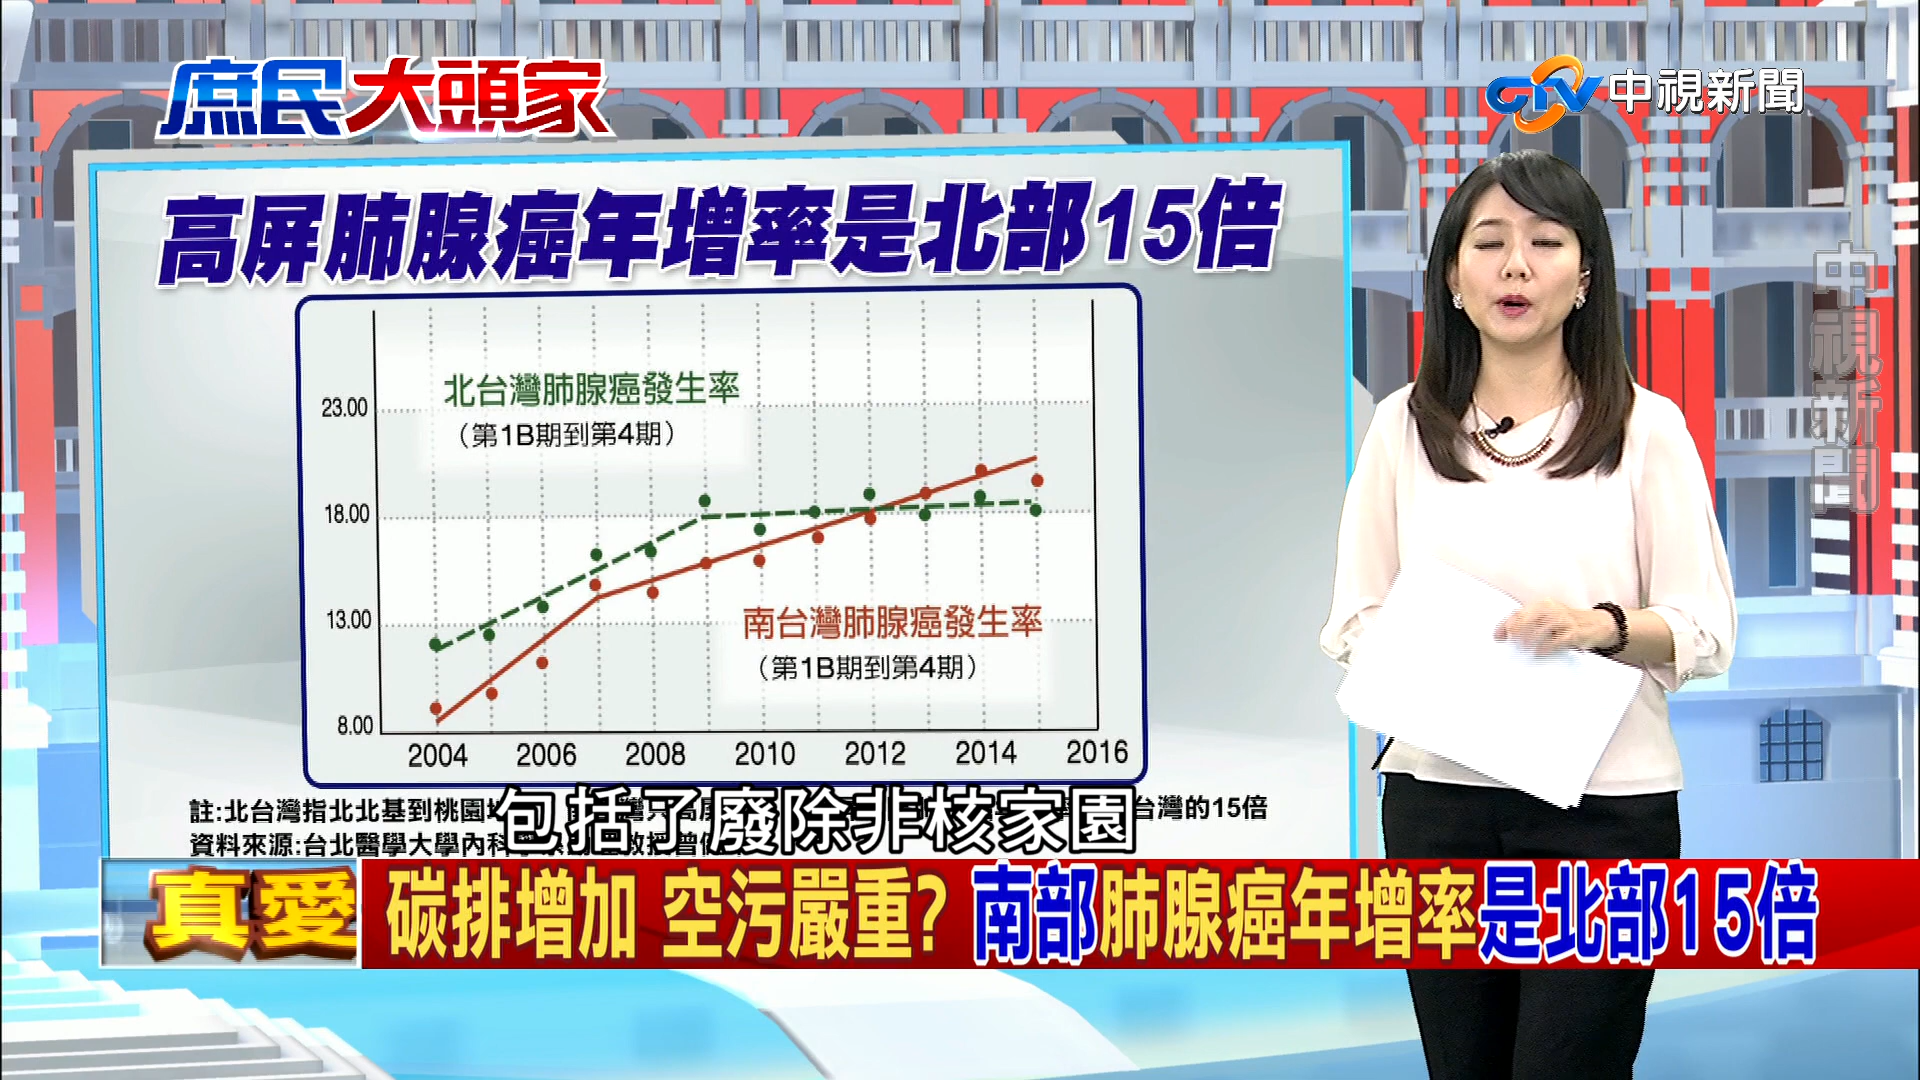 庶民大頭家
CTV 中視新聞
中視新聞
高屏肺腺癌年增率是北部15倍
北台灣肺腺癌發生率
（第1B期到第4期）
23.00
18.00
13.00
8.00
南台灣肺腺癌發生率
（第1B期到第4期）
2004 2006 2008 2010 2012 2014 2016
註:北台灣指北北基到桃園 台灣的15倍
資料來源:台北醫學大學內科
包括了廢除非核家園
真愛
碳排增加 空污嚴重? 南部肺腺癌年增率是北部15倍